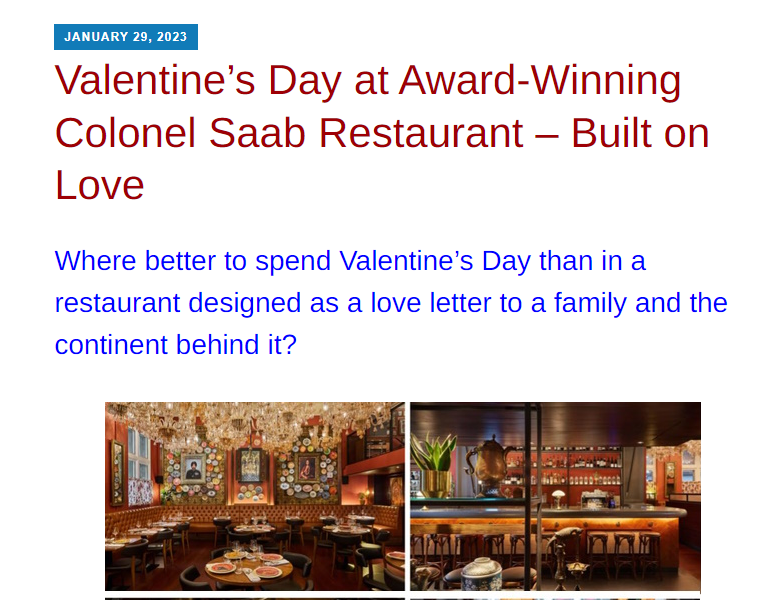 JANUARY 29, 2023
Valentine’s Day at Award-Winning
Colonel Saab Restaurant – Built on
Love
Where better to spend Valentine’s Day than in a
restaurant designed as a love letter to a family and the
continent behind it?